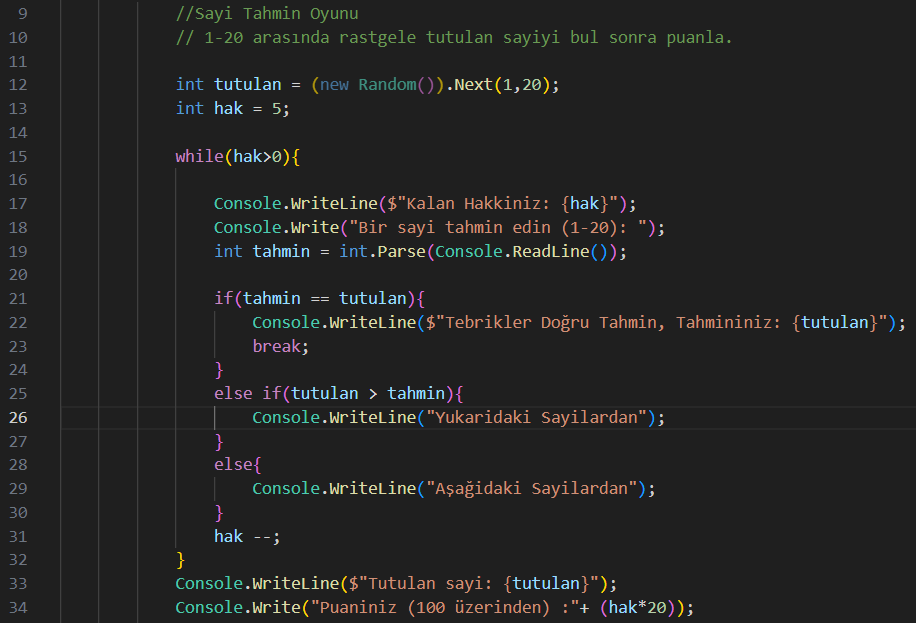 9 //Sayi Tahmin Oyunu
10 // 1-20 arasında rastgele tutulan sayiyi bul sonra puanla.
11
12 int tutulan = (new Random()).Next(1,20);
13 int hak = 5;
14
15 while(hak>0){
16
17 Console.WriteLine($"Kalan Hakkiniz: {hak}");
18 Console.Write("Bir sayi tahmin edin (1-20): ");
19 int tahmin = int.Parse(Console.ReadLine());
20
21 if(tahmin == tutulan){
22 Console.WriteLine($"Tebrikler Doğru Tahmin, Tahmininiz: {tutulan}");
23 break;
24 }
25 else if(tutulan > tahmin){
26 Console.WriteLine("Yukaridaki Sayilardan");
27 }
28 else{
29 Console.WriteLine("Aşağidaki Sayilardan");
30 }
31 hak --;
32 }
33 Console.WriteLine($"Tutulan sayi: {tutulan}");
34 Console.Write("Puaniniz (100 üzerinden) :"+ (hak*20));